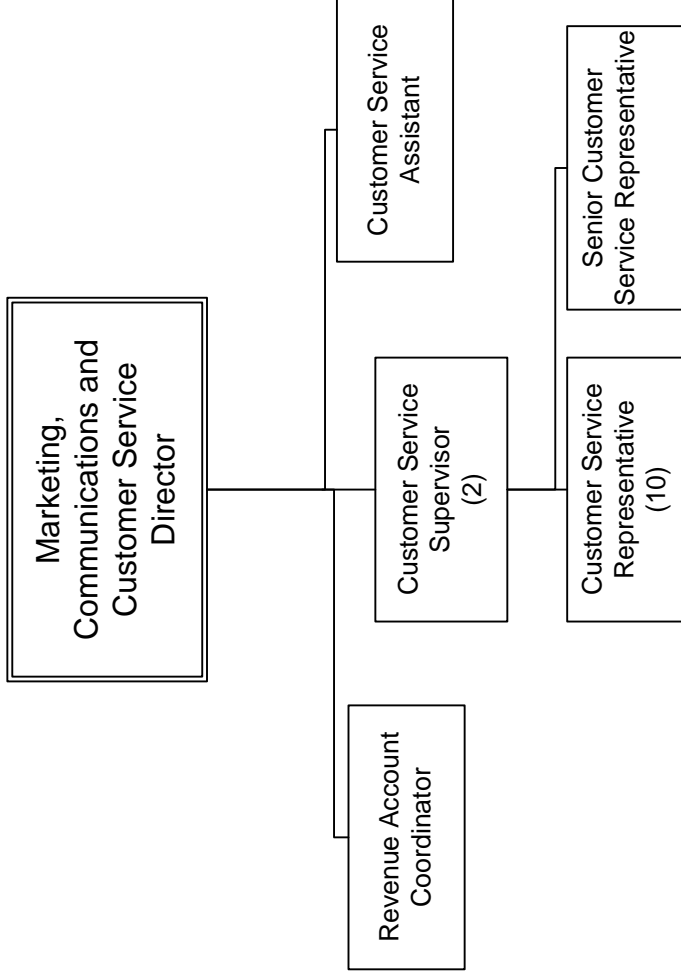 Marketing,
Communications and
Customer Service
Director
Revenue Account
Coordinator
Customer Service
Supervisor
(2)
Customer Service
Assistant
Customer Service
Representative
(10)
Senior Customer
Service Representative